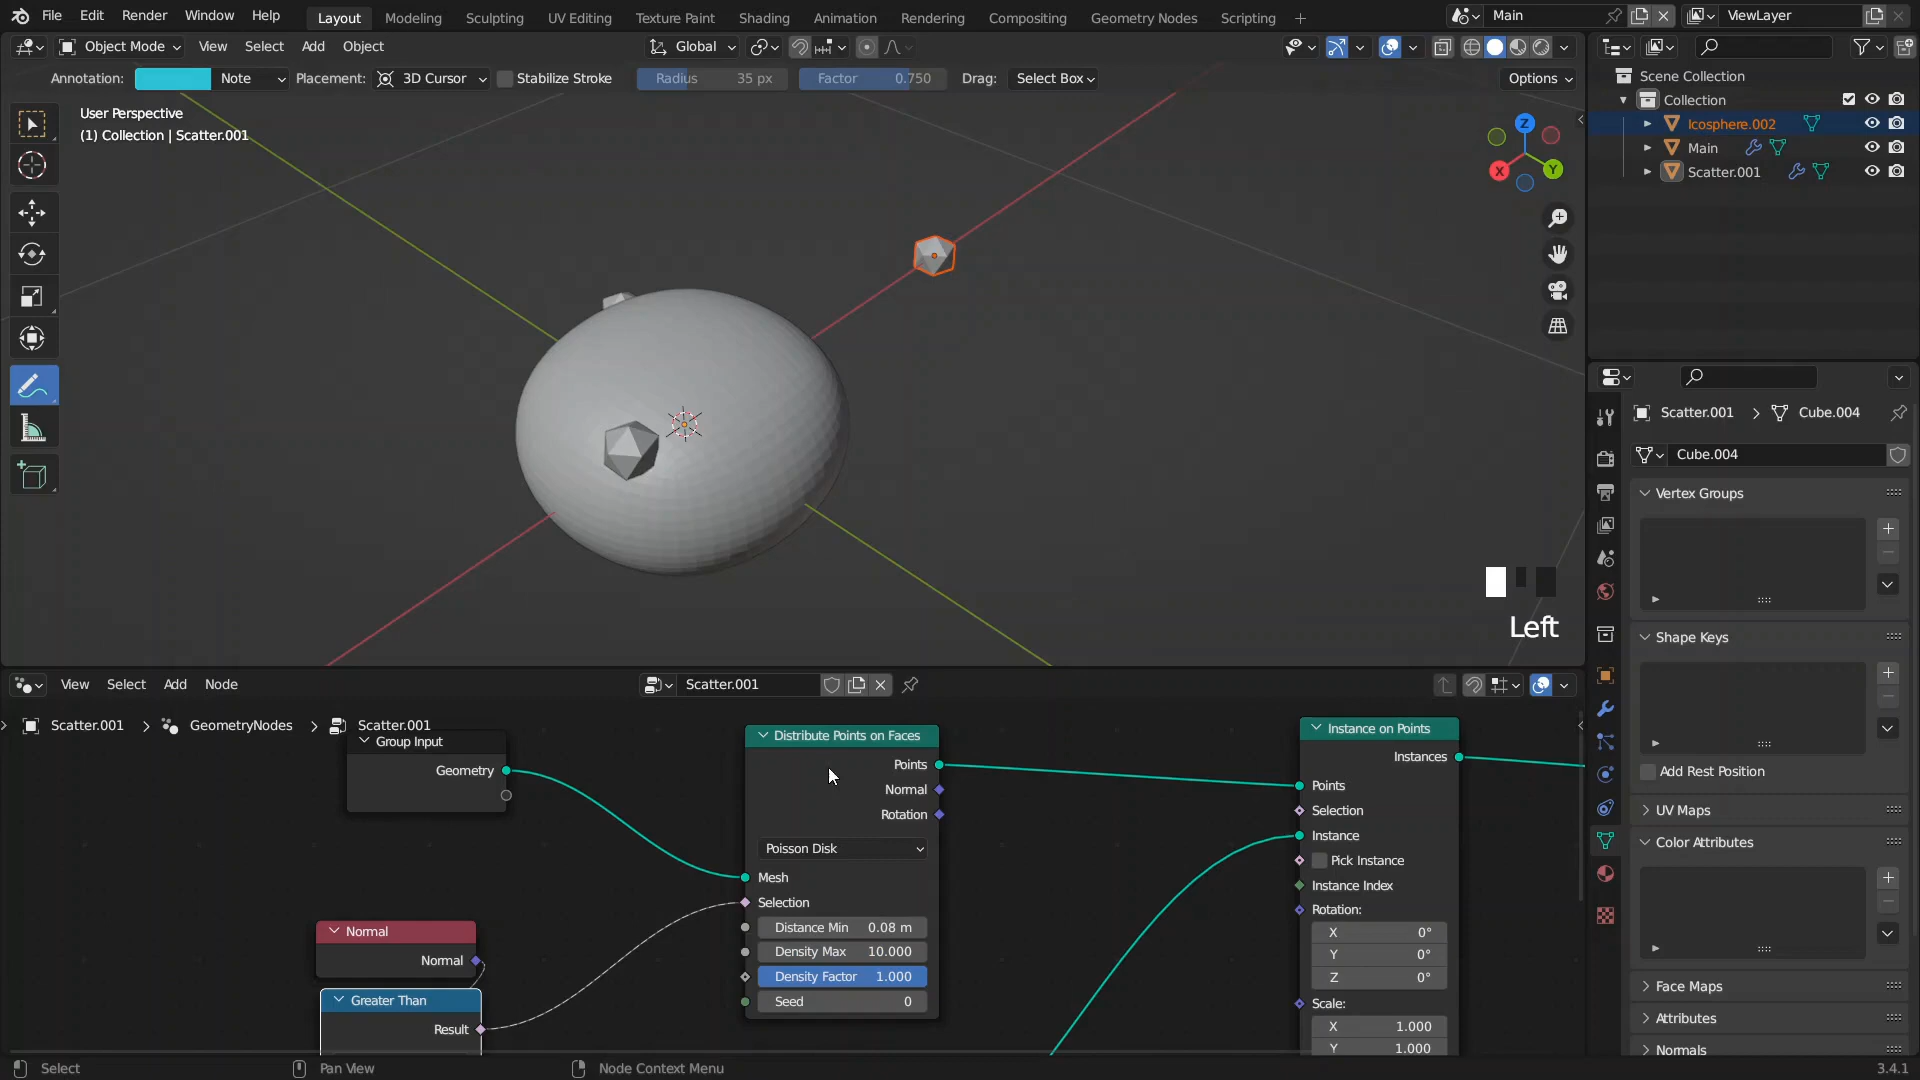 File Edit Render Window Help Layout Modeling Sculpting UV Editing Texture Paint Shading Animation Rendering Compositing Geometry Nodes Scripting + Main ViewLayer
Object Mode View Select Add Object Global
Annotation: Note Placement: 3D Cursor Stabilize Stroke Radius 35 px Factor 0.750 Drag: Select Box Options
User Perspective
(1) Collection | Scatter.001
Z
X
Y
Left
Scene Collection
Collection
Icosphere.002
Main
Scatter.001
Scatter.001 > Cube.004
Cube.004
Vertex Groups
Shape Keys
Add Rest Position
UV Maps
Color Attributes
Face Maps
Attributes
Normals
View Select Add Node Scatter.001
Scatter.001 > GeometryNodes > Scatter.001
Group Input
Geometry
Normal
Normal
Greater Than
Result
Distribute Points on Faces
Points
Normal
Rotation
Poisson Disk
Mesh
Selection
Distance Min 0.08 m
Density Max 10.000
Density Factor 1.000
Seed 0
Instance on Points
Instances
Points
Selection
Instance
Pick Instance
Instance Index
Rotation:
X 0°
Y 0°
Z 0°
Scale:
X 1.000
Y 1.000
Select Pan View Node Context Menu 3.4.1